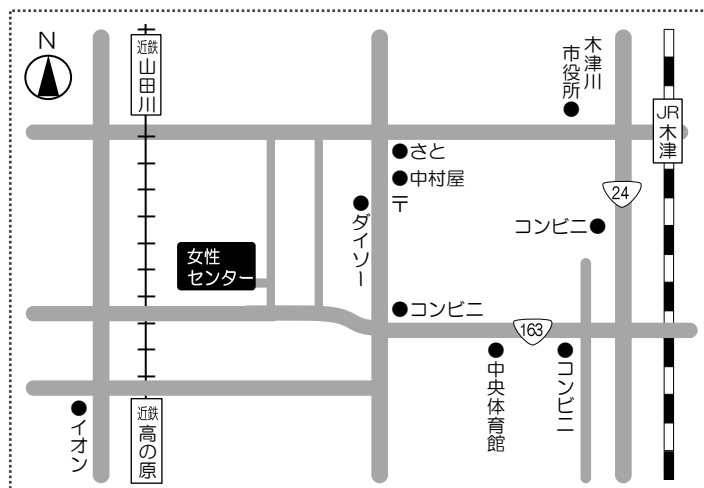 N
近鉄
山田川
木津川
市役所
JR
木津
さと
中村屋
〒
ダイソー
24
コンビニ
女性
センター
コンビニ
163
中央体育館
コンビニ
近鉄
高の原
イオン